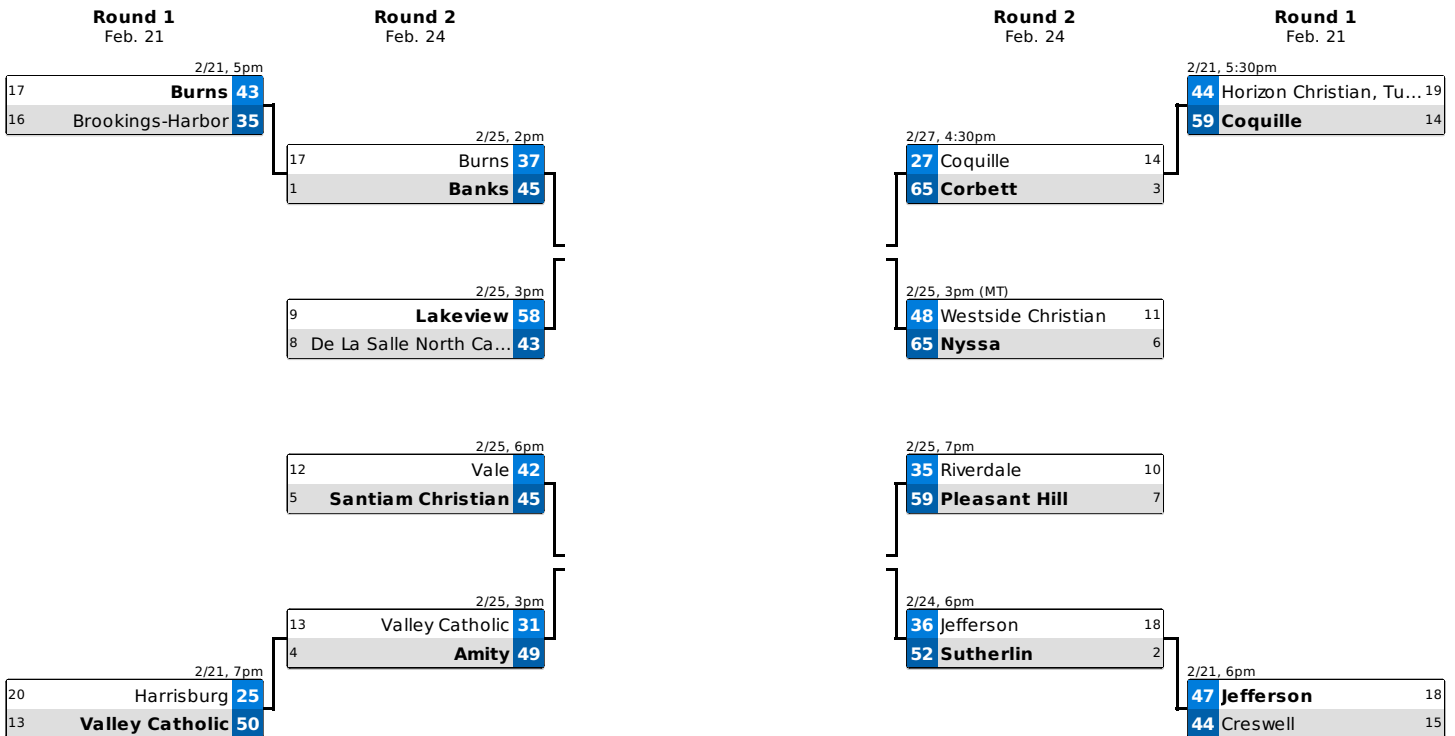 Round 1
Feb. 21
Round 2
Feb. 24
Round 2
Feb. 24
Round 1
Feb. 21
2/21, 5pm
17 Burns 43
16 Brookings-Harbor 35
2/25, 2pm
17 Burns 37
1 Banks 45
2/25, 3pm
9 Lakeview 58
8 De La Salle North Ca... 43
2/25, 6pm
12 Vale 42
5 Santiam Christian 45
2/25, 3pm
13 Valley Catholic 31
4 Amity 49
2/21, 7pm
20 Harrisburg 25
13 Valley Catholic 50
2/27, 4:30pm
27 Coquille 14
65 Corbett 3
2/21, 5:30pm
44 Horizon Christian, Tu... 19
59 Coquille 14
2/25, 3pm (MT)
48 Westside Christian 11
65 Nyssa 6
2/25, 7pm
35 Riverdale 10
59 Pleasant Hill 7
2/24, 6pm
36 Jefferson 18
52 Sutherlin 2
2/21, 6pm
47 Jefferson 18
44 Creswell 15